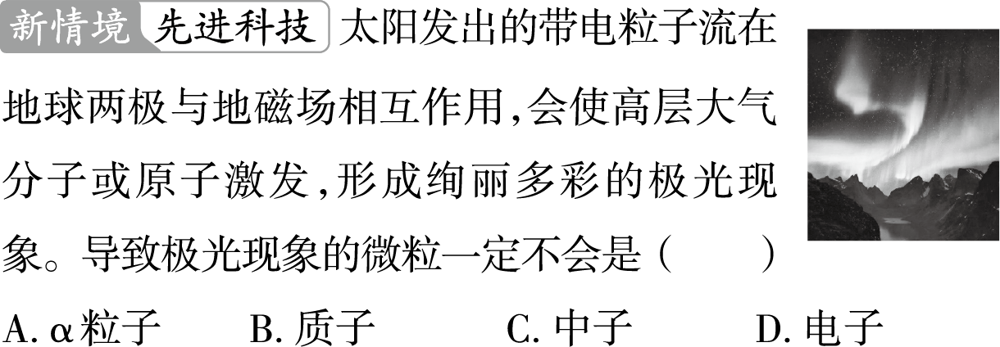 新情境 先进科技 太阳发出的带电粒子流在
地球两极与地磁场相互作用,会使高层大气
分子或原子激发,形成绚丽多彩的极光现
象。导致极光现象的微粒一定不会是 (  )
A. α粒子 B. 质子 C. 中子 D. 电子